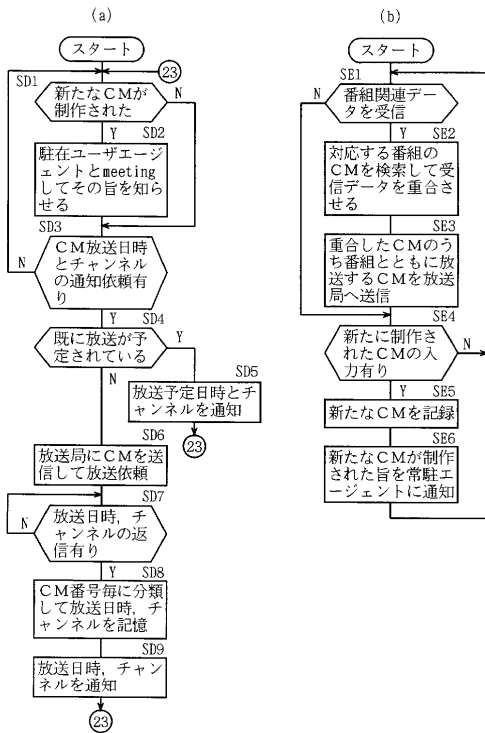 (a)
スタート
23
SD1
新たなCMが
制作された
N
Y
SD2
駐在ユーザエージ
ェントとmeeting
してその旨を知ら
せる
SD3
CM放送日時
とチャンネル
の通知依頼有
り
N
Y
SD4
既に放送が予
定されている
Y
N
SD5
放送予定日時とチ
ャンネルを通知
23
SD6
放送局にCMを送
信して放送依頼
SD7
放送日時，チ
ャンネルの返
信有り
N
Y
SD8
CM番号毎に分類
して放送日時，チ
ャンネルを記憶
SD9
放送日時，チャン
ネルを通知
23
(b)
スタート
SE1
N
番組関連デー
タを受信
Y
SE2
対応する番組の
CMを検索して受
信データを重合さ
せる
SE3
重合したCMのう
ち番組とともに放
送するCMを放送
局へ送信
SE4
新たに制作さ
れたCMの入
力有り
N
Y
SE5
新たなCMを記録
SE6
新たなCMが制作
された旨を常駐エ
ージェントに通知